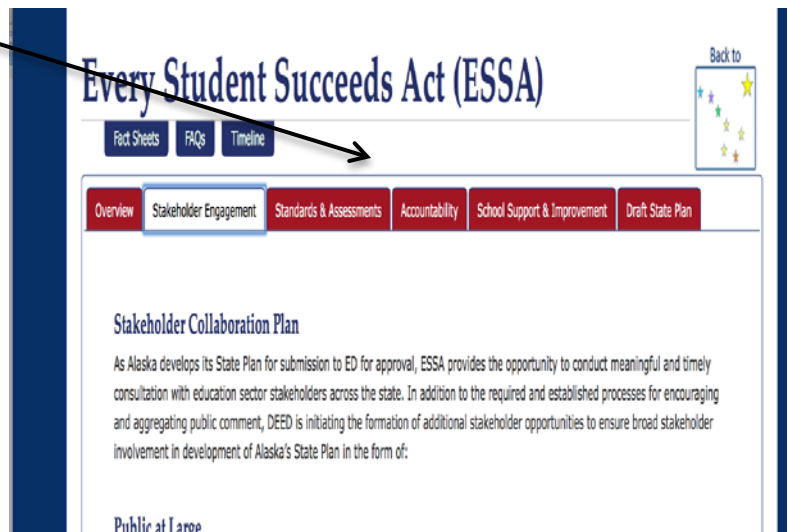 Back to
Every Student Succeeds Act (ESSA)
Fact Sheets FAQs Timeline
Overview Stakeholder Engagement Standards & Assessments Accountability School Support & Improvement Draft State Plan
Stakeholder Collaboration Plan
As Alaska develops its State Plan for submission to ED for approval, ESSA provides the opportunity to conduct meaningful and timely
consultation with education sector stakeholders across the state. In addition to the required and established processes for encouraging
and aggregating public comment, DEED is initiating the formation of additional stakeholder opportunities to ensure broad stakeholder
involvement in development of Alaska's State Plan in the form of:
Public at Large